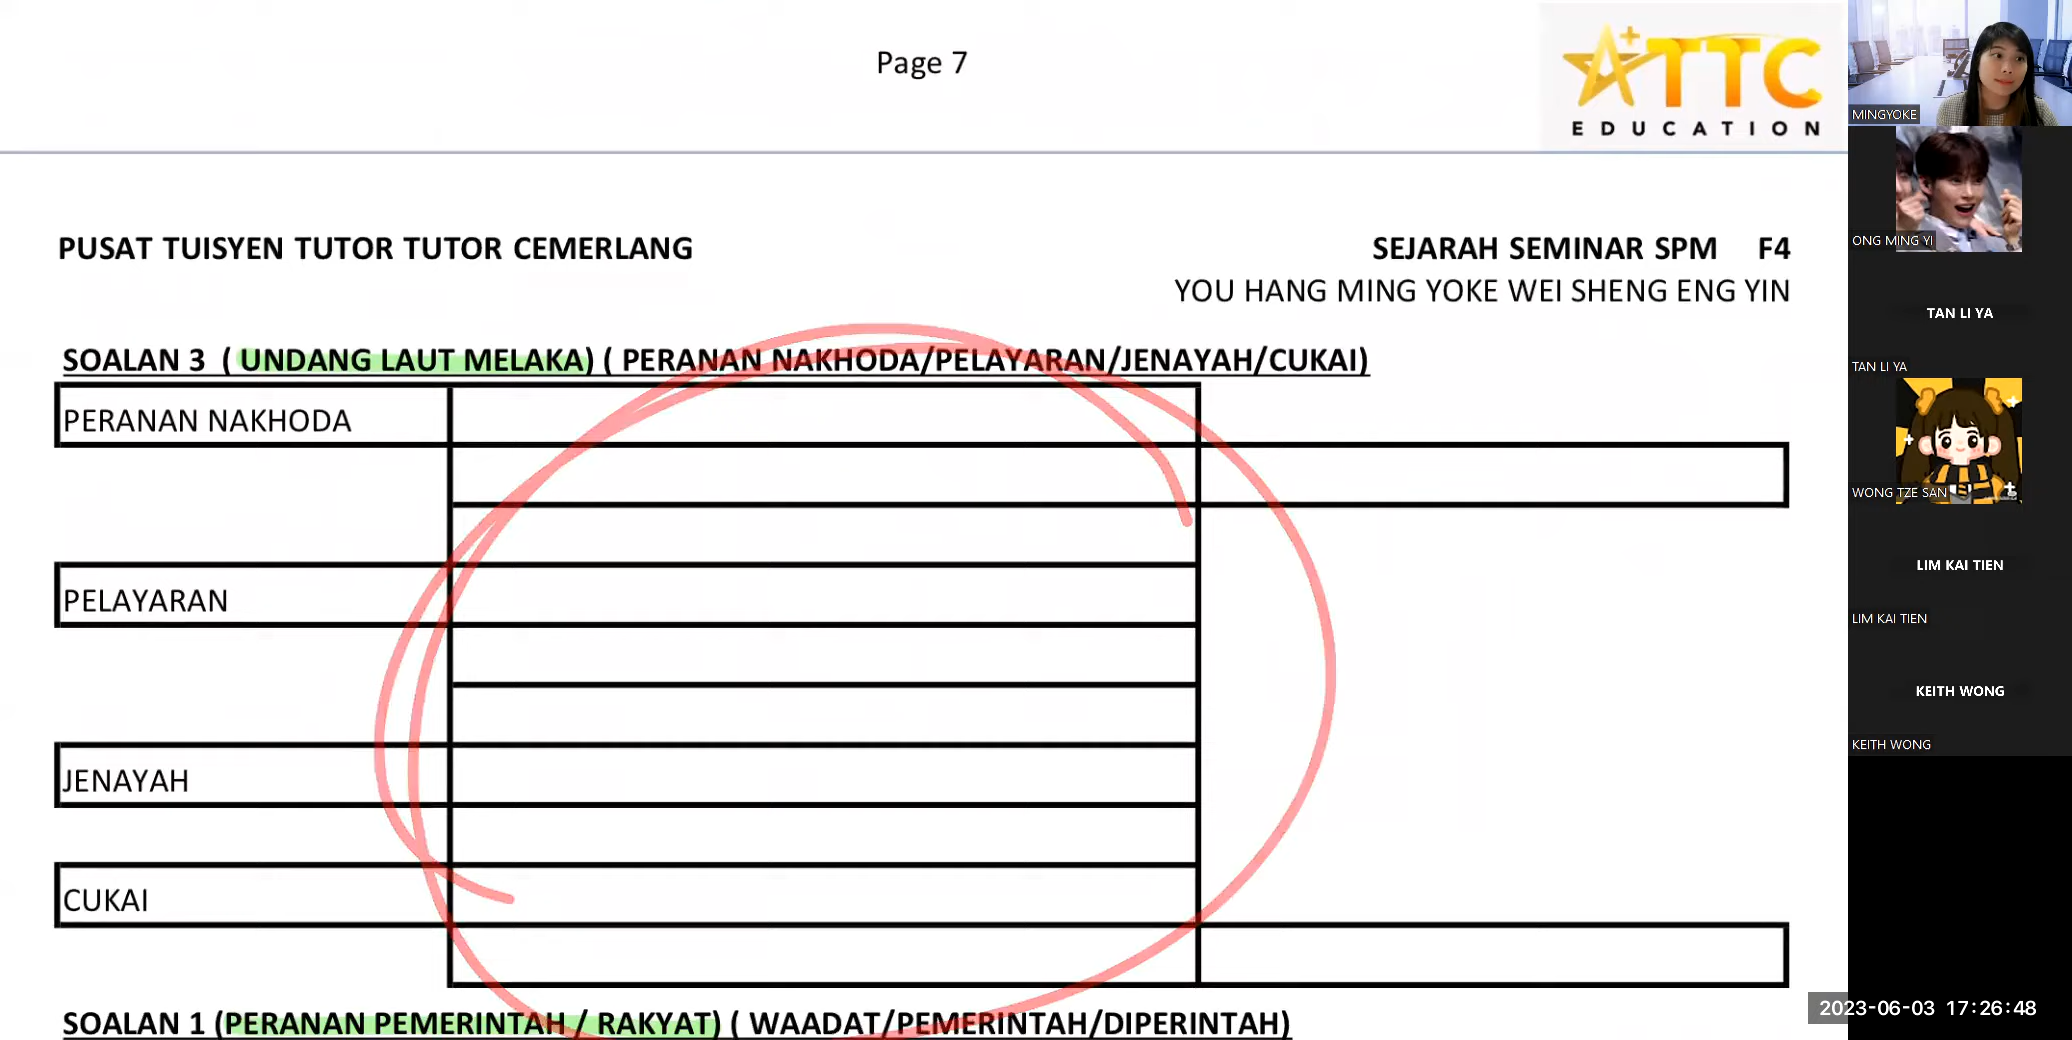 Page 7
ATTC
EDUCATION
PUSAT TUISYEN TUTOR TUTOR CEMERLANG
SEJARAH SEMINAR SPM F4
YOU HANG MING YOKE WEI SHENG ENG YIN
SOALAN 3 ( UNDANG LAUT MELAKA) ( PERANAN NAKHODA/PELAYARAN/JENAYAH/CUKAI)
PERANAN NAKHODA
PELAYARAN
JENAYAH
CUKAI
SOALAN 1 (PERANAN PEMERINTAH / RAKYAT) ( WAADAT/PEMERINTAH/DIPERINTAH)
MINGYOKE
ONG MING YI
TAN LI YA
TAN LI YA
WONG TZE SAN
LIM KAI TIEN
LIM KAI TIEN
KEITH WONG
KEITH WONG
2023-06-03 17:26:48